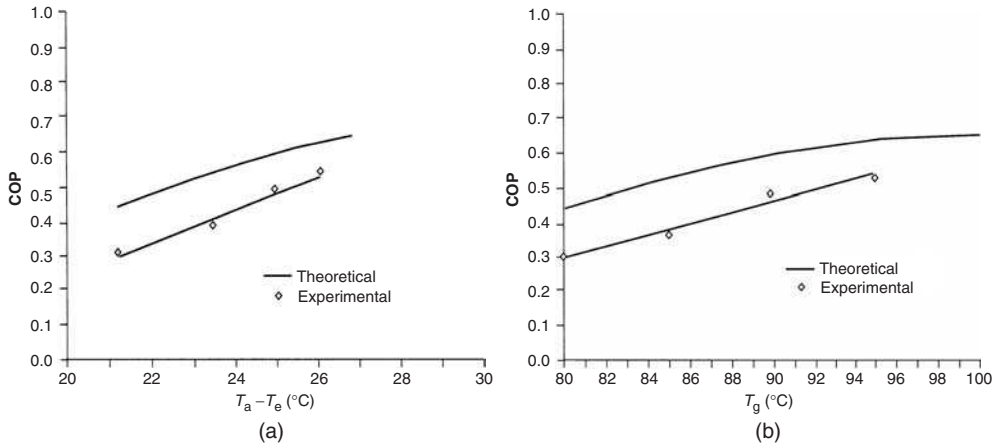 1.0
0.9
0.8
0.7
0.6
0.5
0.4
0.3
0.2
0.1
0.0
COP
Theoretical
Experimental
20 22 24 26 28 30
Ta – Te (°C)
(a)
1.0
0.9
0.8
0.7
0.6
0.5
0.4
0.3
0.2
0.1
0.0
COP
Theoretical
Experimental
80 82 84 86 88 90 92 94 96 98 100
Tg (°C)
(b)